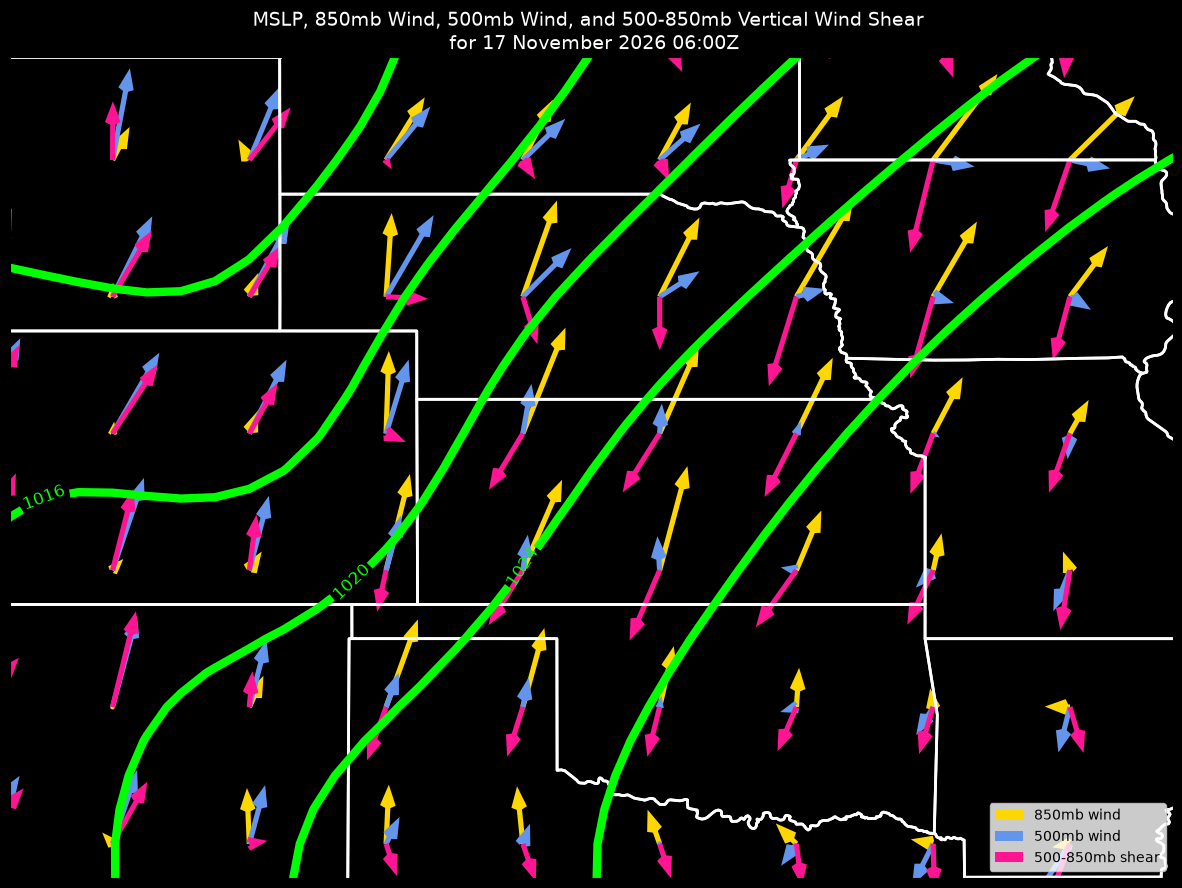 MSLP, 850mb Wind, 500mb Wind, and 500-850mb Vertical Wind Shear
for 17 November 2026 06:00Z
1016
1020
1024
850mb wind
500mb wind
500-850mb shear